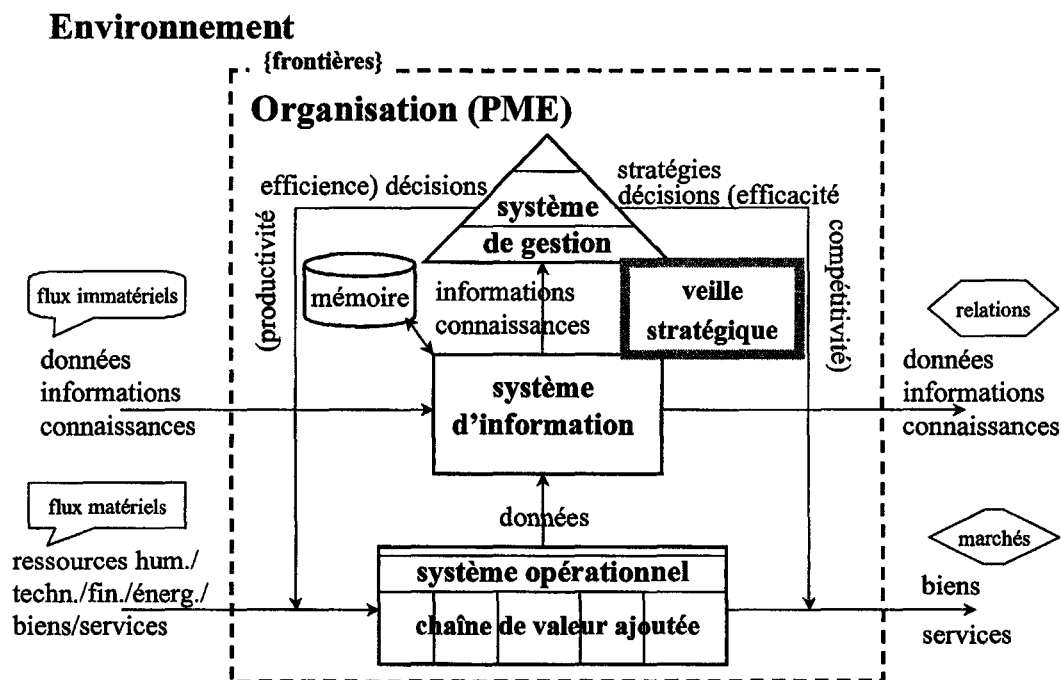 Environnement
{frontières}
Organisation (PME)
efficience) décisions
(productivité
stratégies
décisions (efficacité
compétitivité)
système
de gestion
mémoire
informations
connaissances
veille
stratégique
flux immatériels
données
informations
connaissances
système
d'information
relations
données
informations
connaissances
flux matériels
ressources hum./
techn./fin./énerg./
biens/services
données
système opérationnel
chaîne de valeur ajoutée
marchés
biens
services